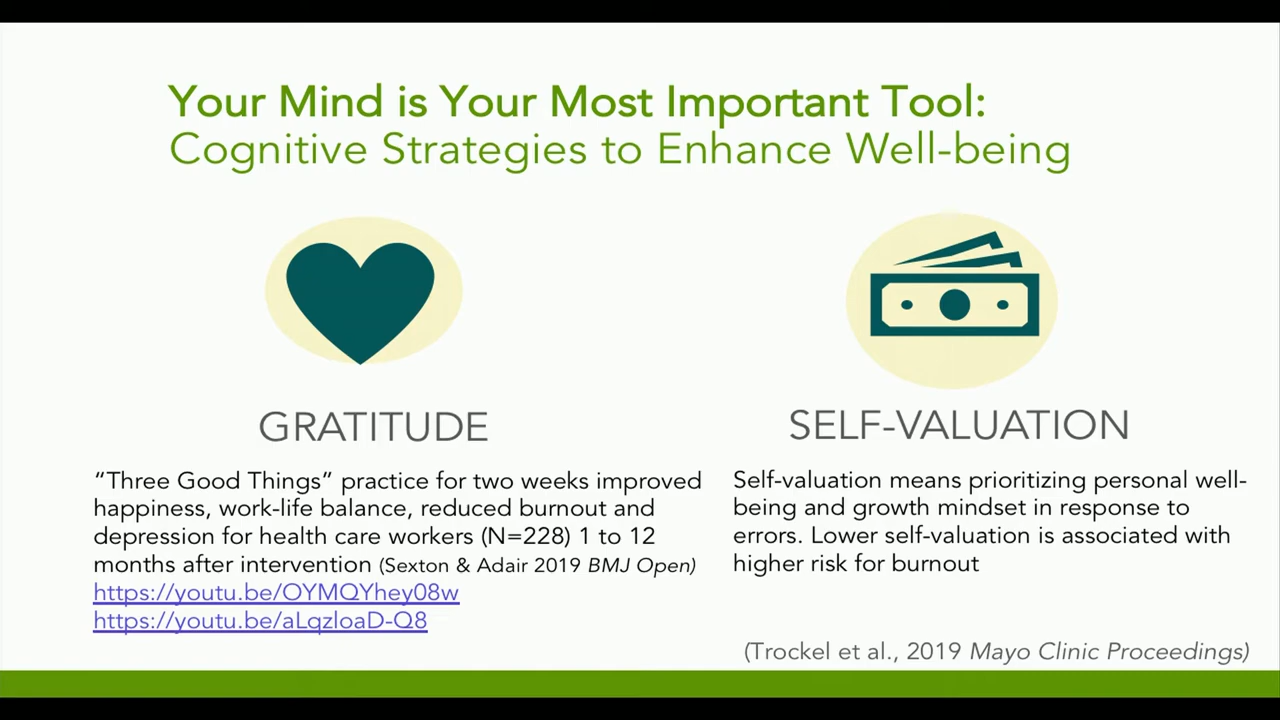 Your Mind is Your Most Important Tool:
Cognitive Strategies to Enhance Well-being
GRATITUDE
“Three Good Things” practice for two weeks improved
happiness, work-life balance, reduced burnout and
depression for health care workers (N=228) 1 to 12
months after intervention (Sexton & Adair 2019 BMJ Open)
https://youtu.be/OYMQYhey08w
https://youtu.be/aLqzloaD-Q8
SELF-VALUATION
Self-valuation means prioritizing personal well-
being and growth mindset in response to
errors. Lower self-valuation is associated with
higher risk for burnout
(Trockel et al., 2019 Mayo Clinic Proceedings)